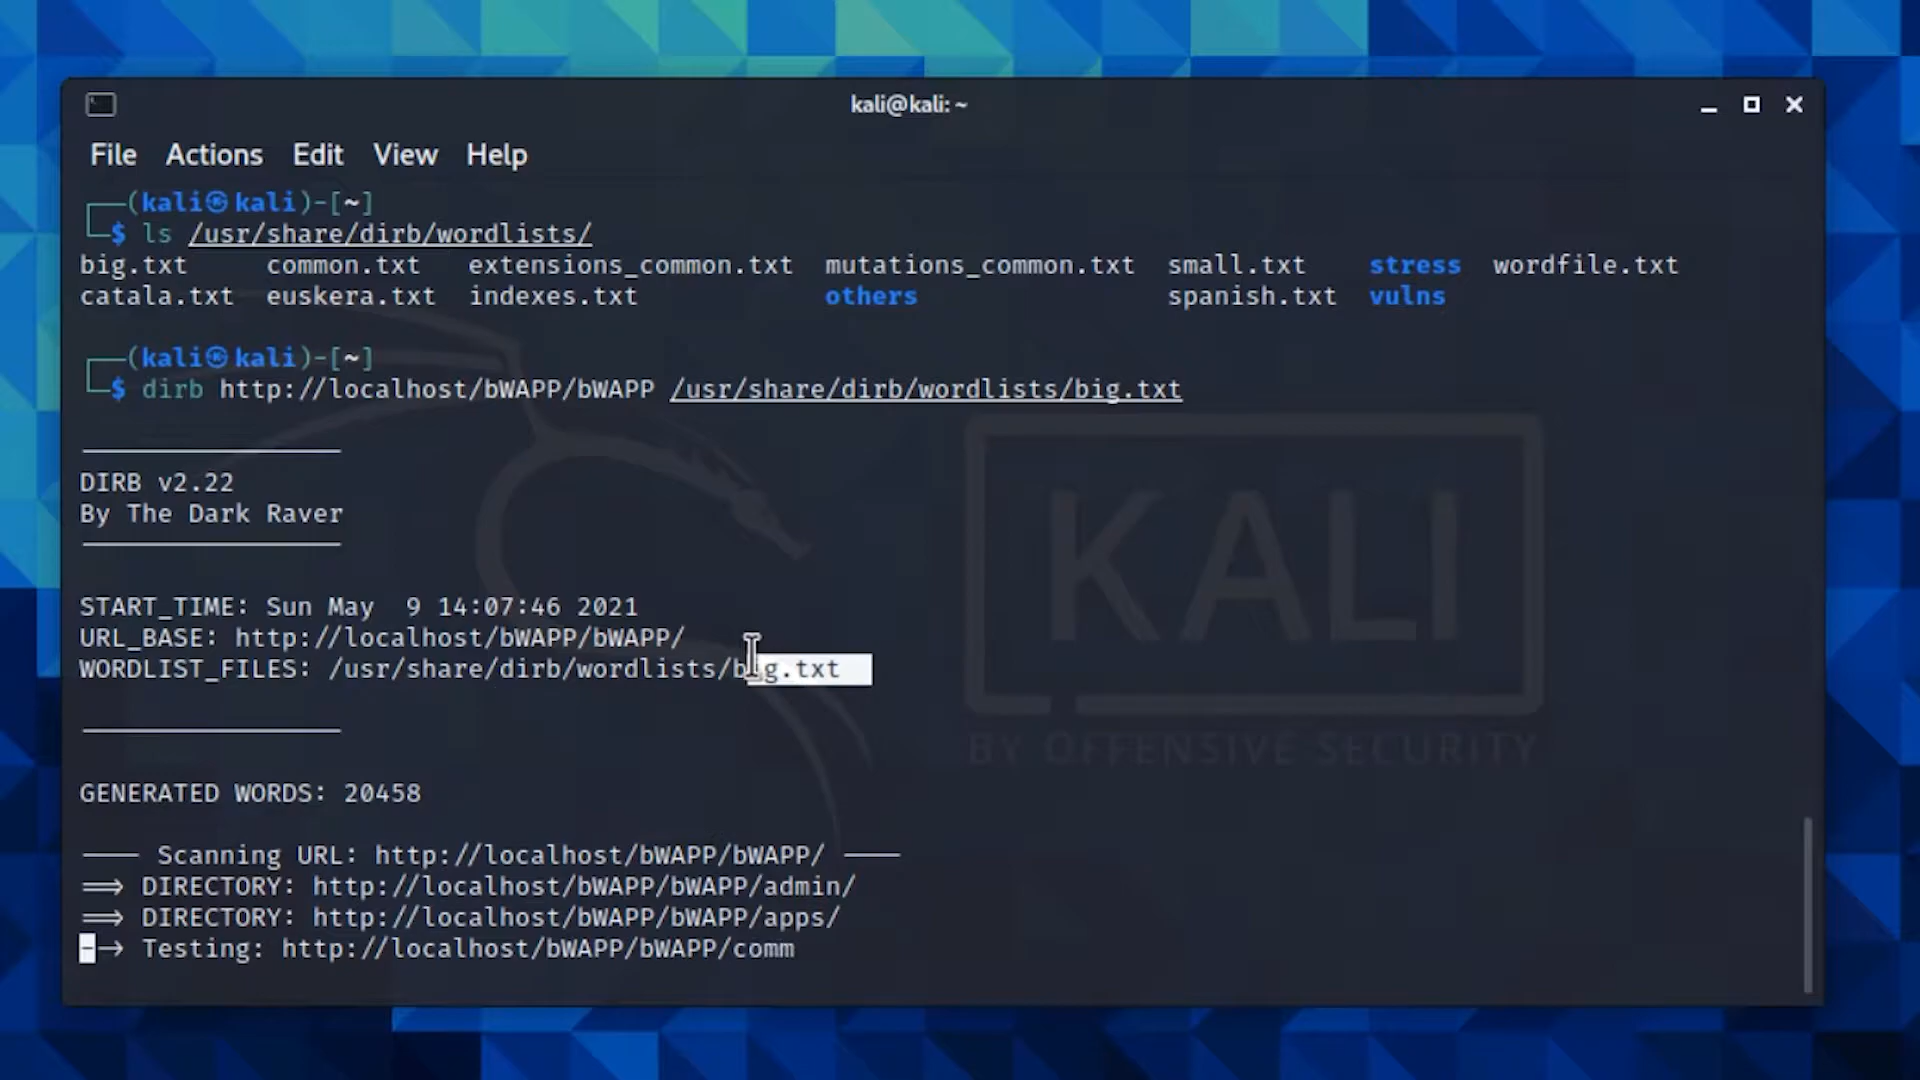 kali@kali: ~
File Actions Edit View Help
┌──(kali㉿kali)-[~]
└─$ ls /usr/share/dirb/wordlists/
big.txt common.txt extensions_common.txt mutations_common.txt small.txt stress wordfile.txt
catala.txt euskera.txt indexes.txt others spanish.txt vulns
┌──(kali㉿kali)-[~]
└─$ dirb http://localhost/bWAPP/bWAPP /usr/share/dirb/wordlists/big.txt
DIRB v2.22
By The Dark Raver
START_TIME: Sun May 9 14:07:46 2021
URL_BASE: http://localhost/bWAPP/bWAPP/
WORDLIST_FILES: /usr/share/dirb/wordlists/big.txt
KALI
BY OFFENSIVE SECURITY
GENERATED WORDS: 20458
—— Scanning URL: http://localhost/bWAPP/bWAPP/ ——
⟹ DIRECTORY: http://localhost/bWAPP/bWAPP/admin/
⟹ DIRECTORY: http://localhost/bWAPP/bWAPP/apps/
-→ Testing: http://localhost/bWAPP/bWAPP/comm